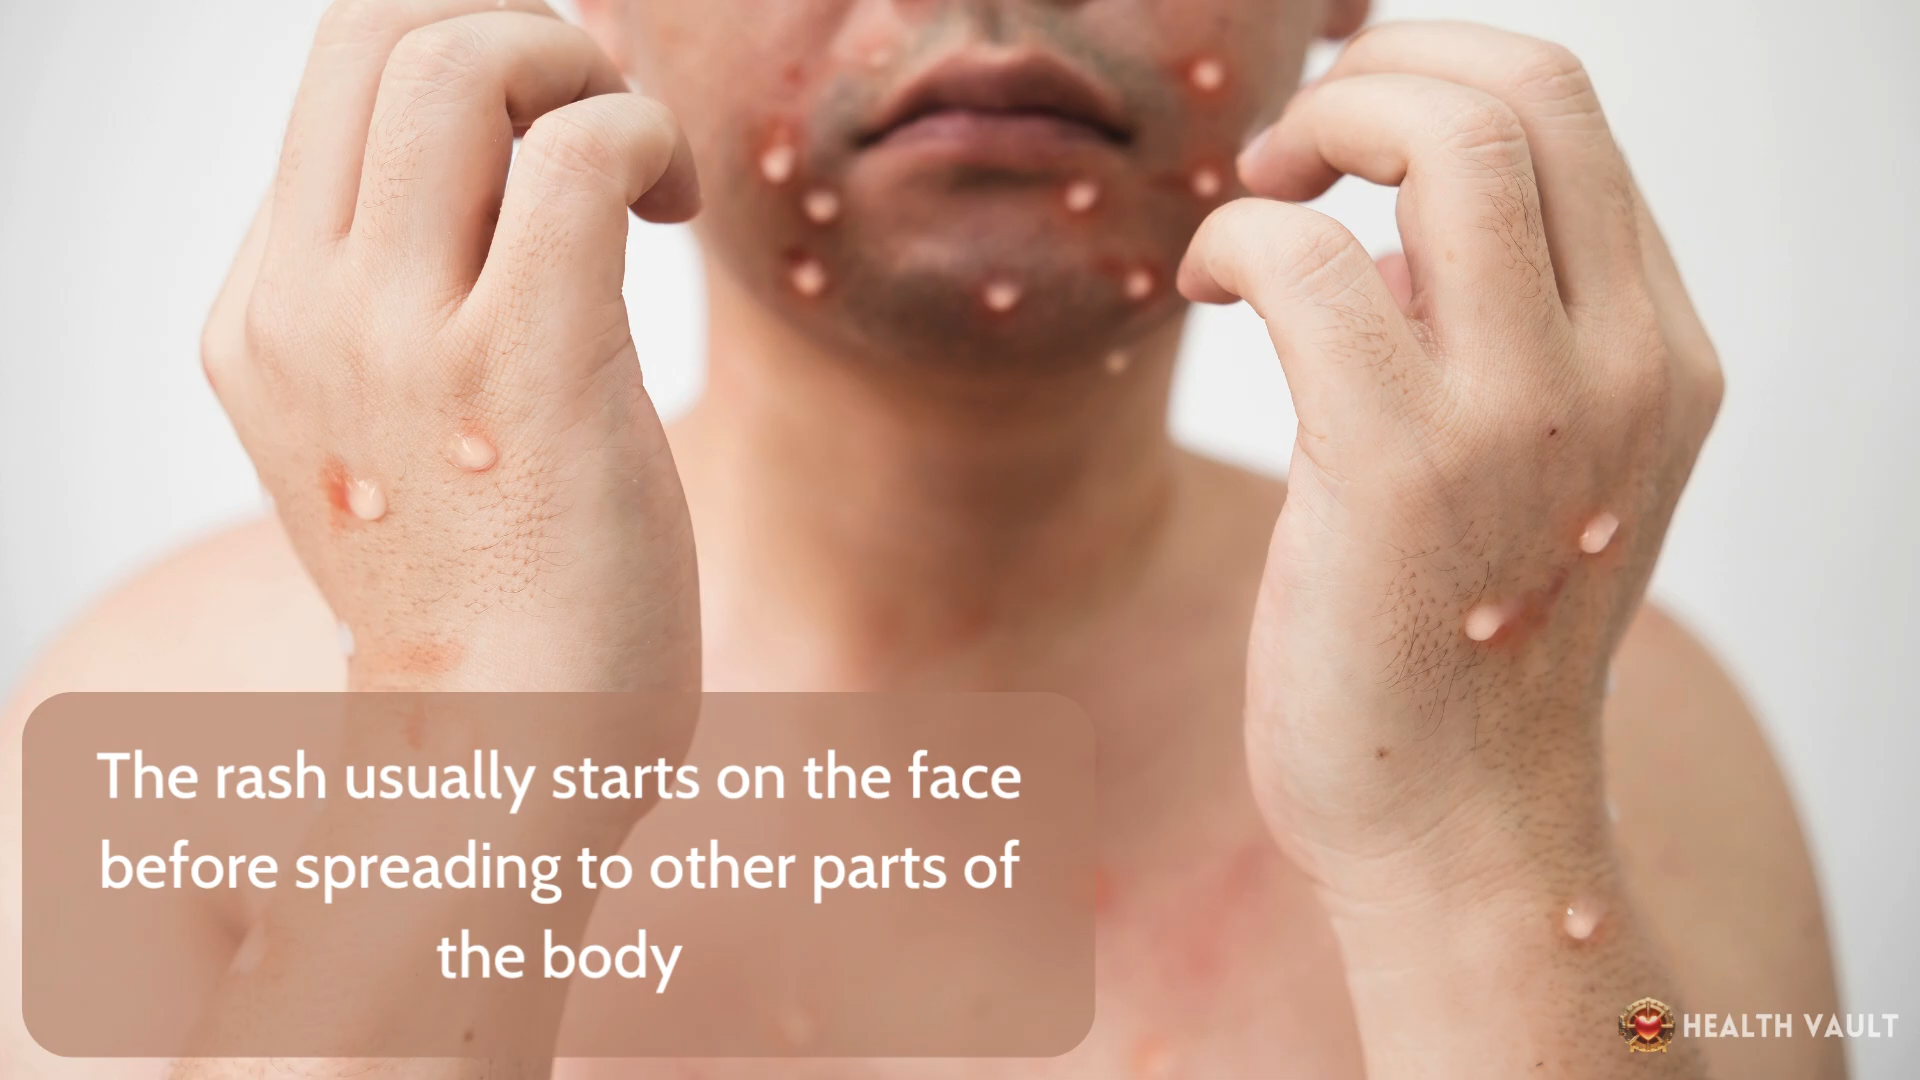 The rash usually starts on the face
before spreading to other parts of
the body
HEALTH VAULT